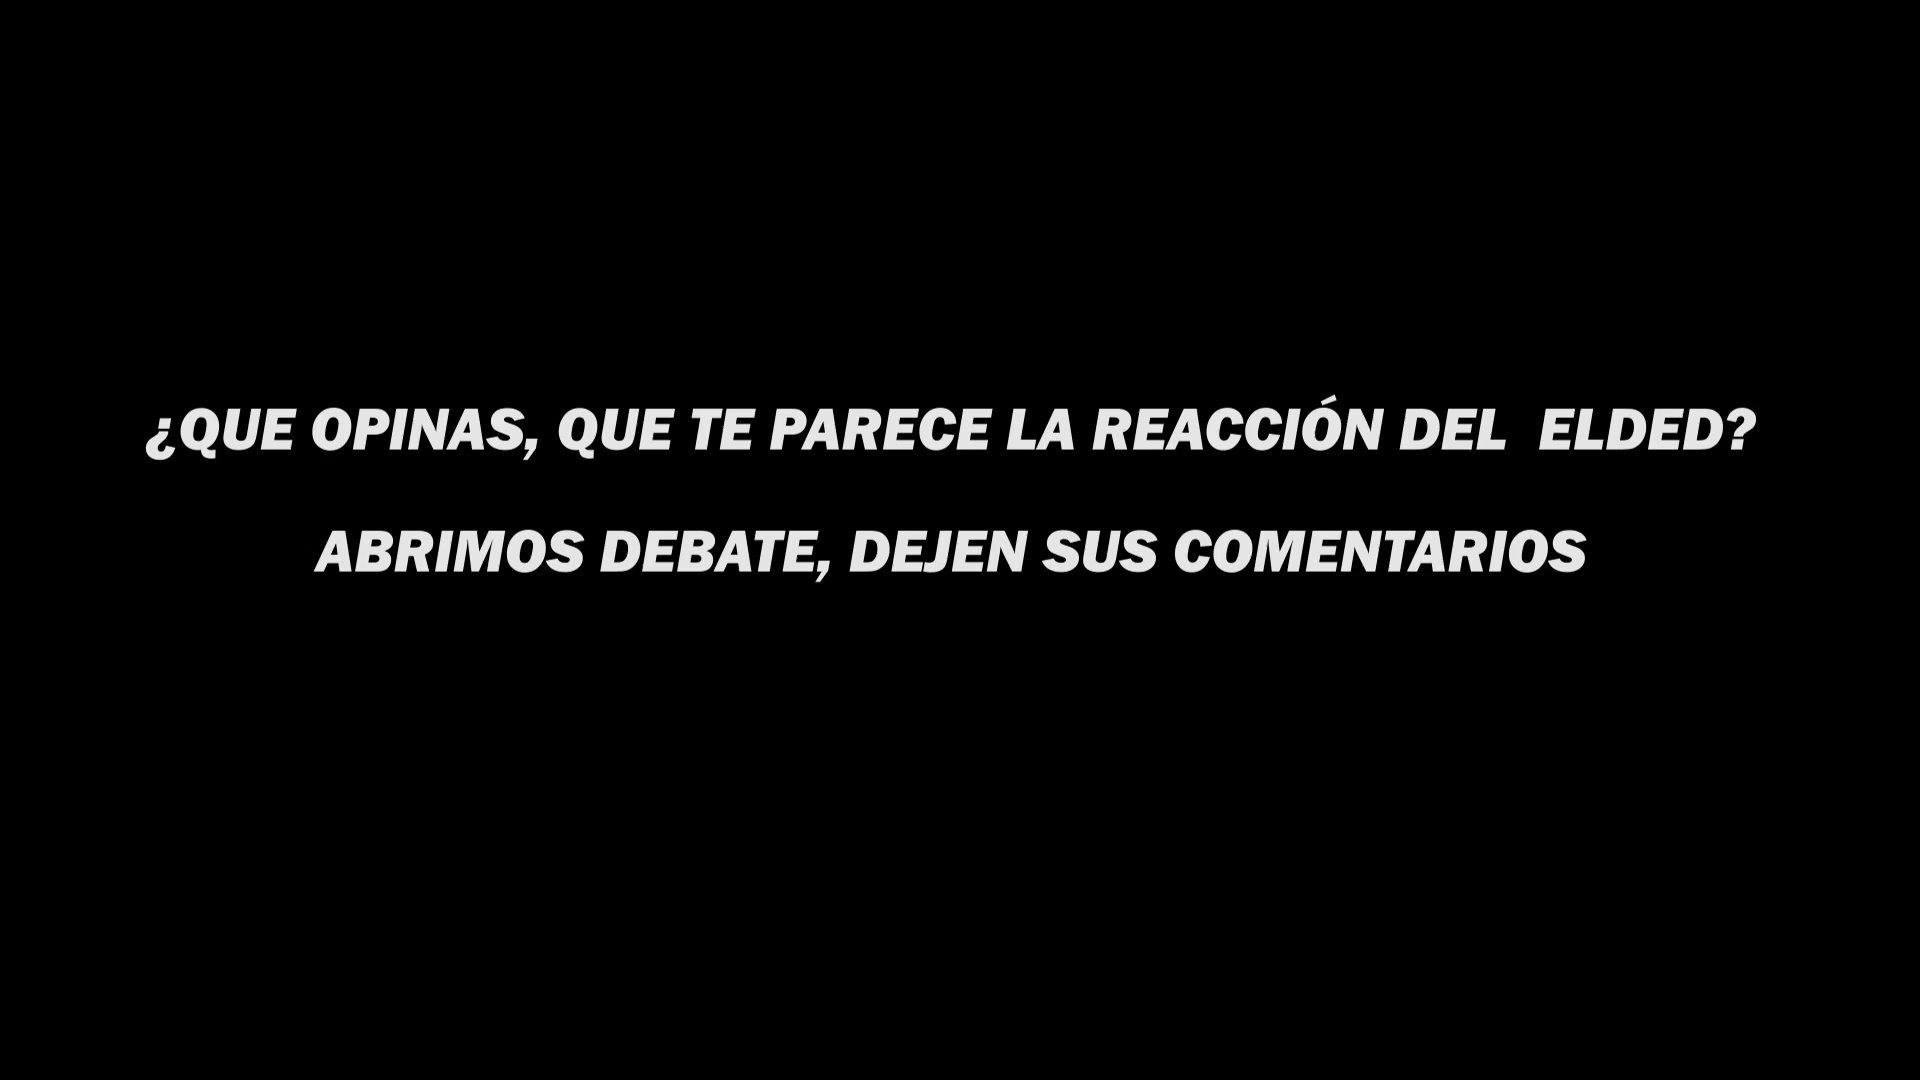 ¿QUE OPINAS, QUE TE PARECE LA REACCIÓN DEL  ELDED?
ABRIMOS DEBATE, DEJEN SUS COMENTARIOS